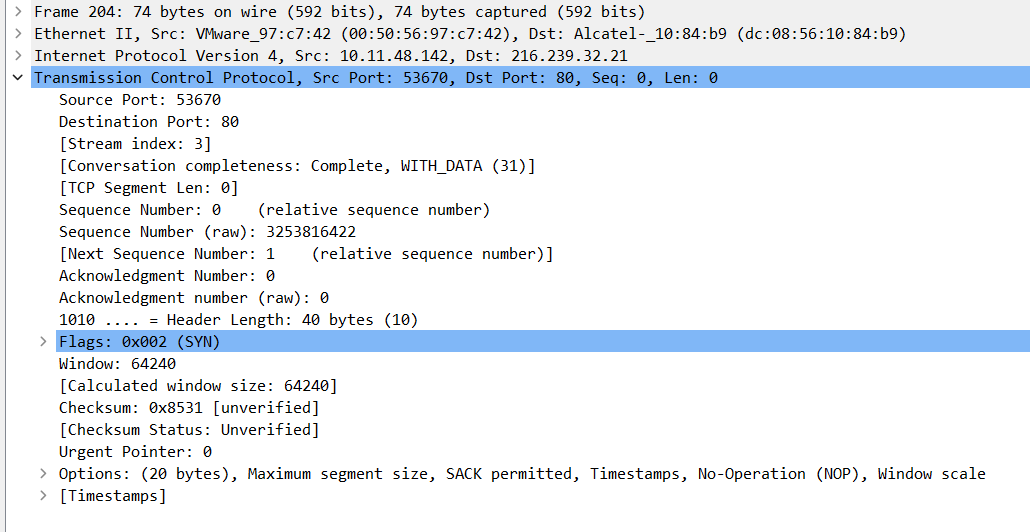 Frame 204: 74 bytes on wire (592 bits), 74 bytes captured (592 bits)
Ethernet II, Src: VMware_97:c7:42 (00:50:56:97:c7:42), Dst: Alcatel-_10:84:b9 (dc:08:56:10:84:b9)
Internet Protocol Version 4, Src: 10.11.48.142, Dst: 216.239.32.21
Transmission Control Protocol, Src Port: 53670, Dst Port: 80, Seq: 0, Len: 0
Source Port: 53670
Destination Port: 80
[Stream index: 3]
[Conversation completeness: Complete, WITH_DATA (31)]
[TCP Segment Len: 0]
Sequence Number: 0    (relative sequence number)
Sequence Number (raw): 3253816422
[Next Sequence Number: 1    (relative sequence number)]
Acknowledgment Number: 0
Acknowledgment number (raw): 0
1010 .... = Header Length: 40 bytes (10)
Flags: 0x002 (SYN)
Window: 64240
[Calculated window size: 64240]
Checksum: 0x8531 [unverified]
[Checksum Status: Unverified]
Urgent Pointer: 0
Options: (20 bytes), Maximum segment size, SACK permitted, Timestamps, No-Operation (NOP), Window scale
[Timestamps]